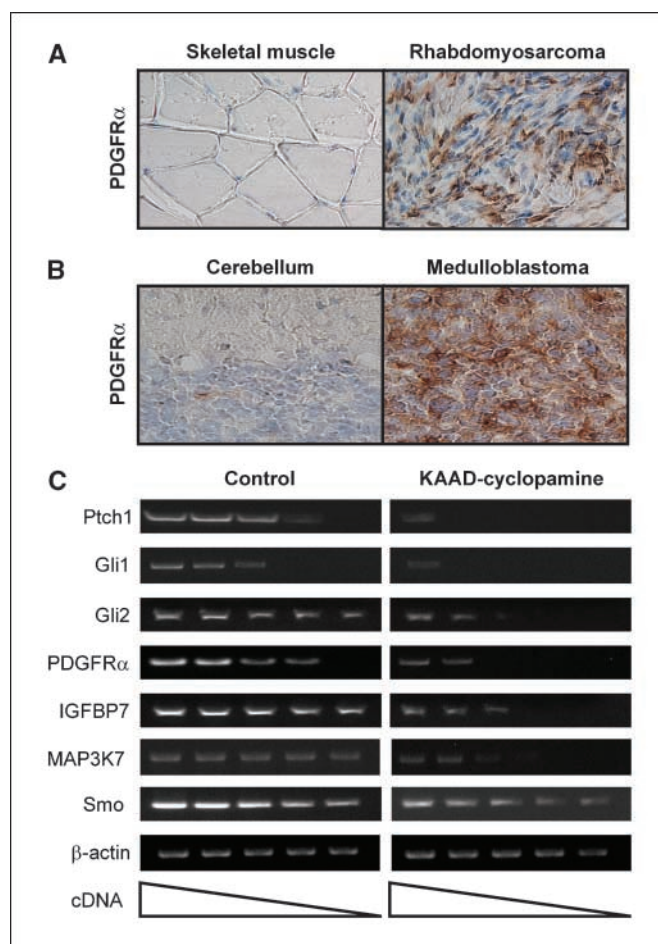 A
Skeletal muscle Rhabdomyosarcoma
PDGFRα
B
Cerebellum Medulloblastoma
PDGFRα
C
Control KAAD-cyclopamine
Ptch1
Gli1
Gli2
PDGFRα
IGFBP7
MAP3K7
Smo
β-actin
cDNA